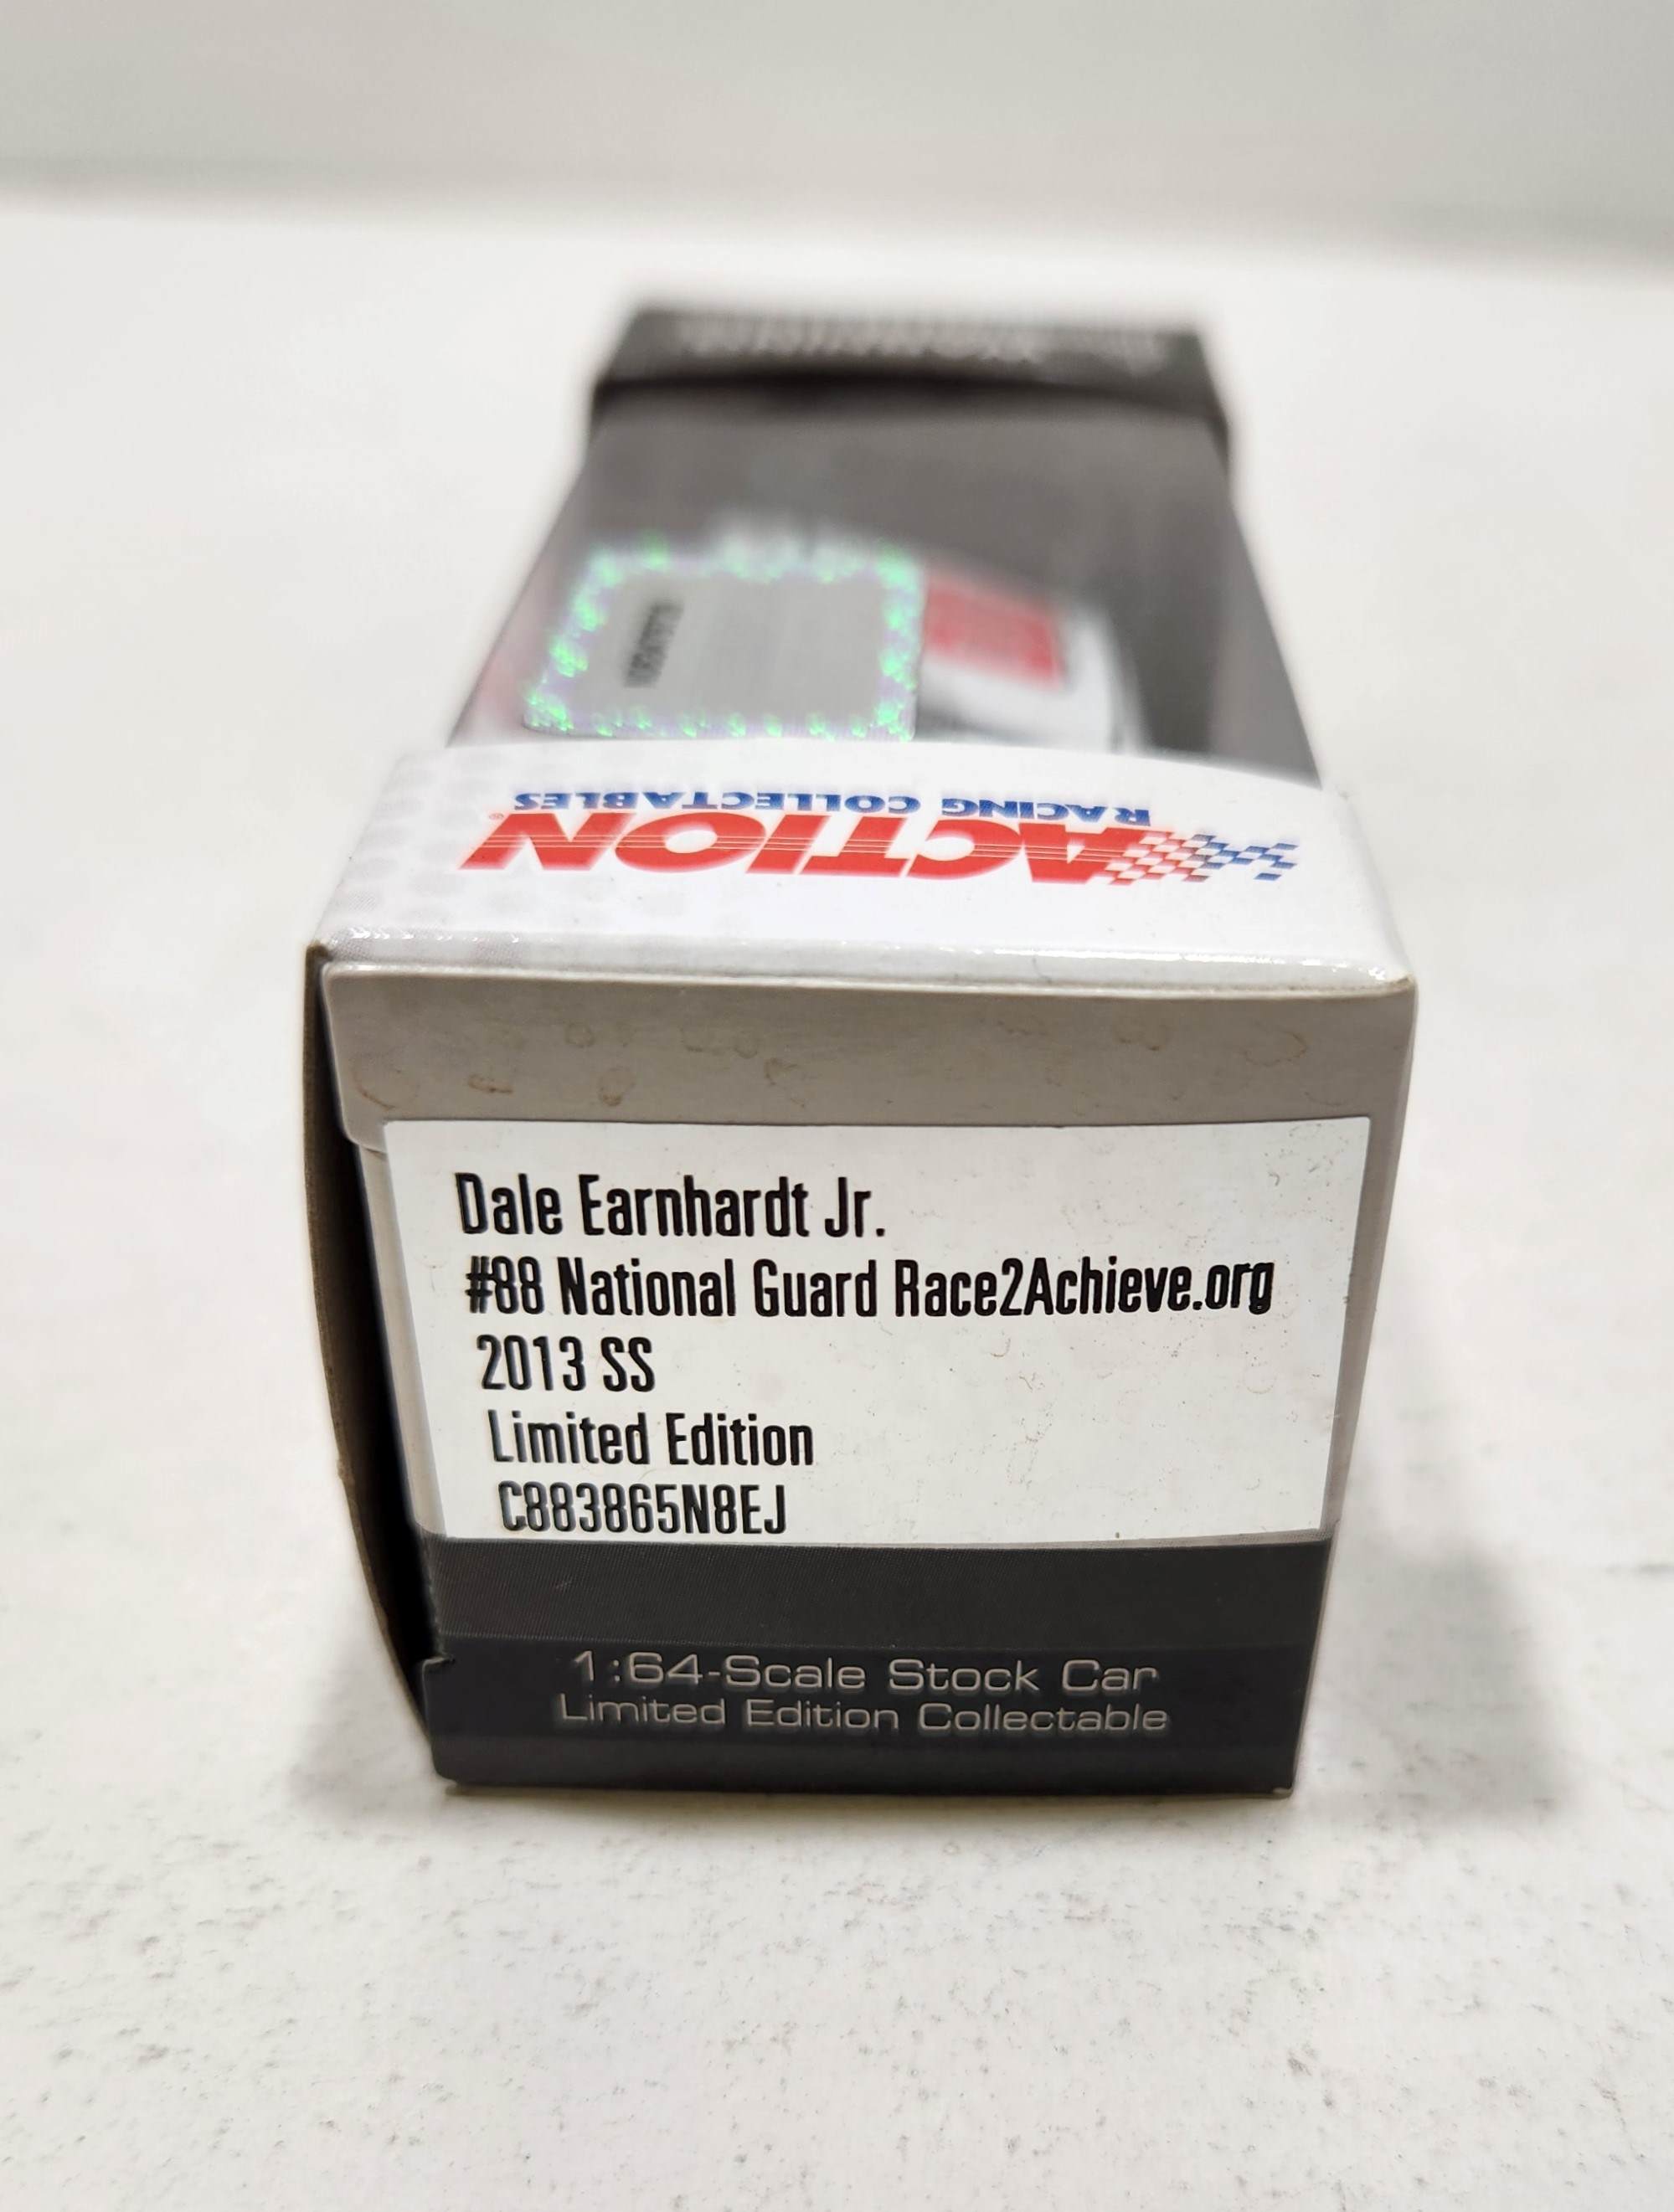 ACTION®
RACING COLLECTABLES
Dale Earnhardt Jr.
#88 National Guard Race2Achieve.org
2013 SS
Limited Edition
C883865N8EJ
1:64-Scale Stock Car
Limited Edition Collectable